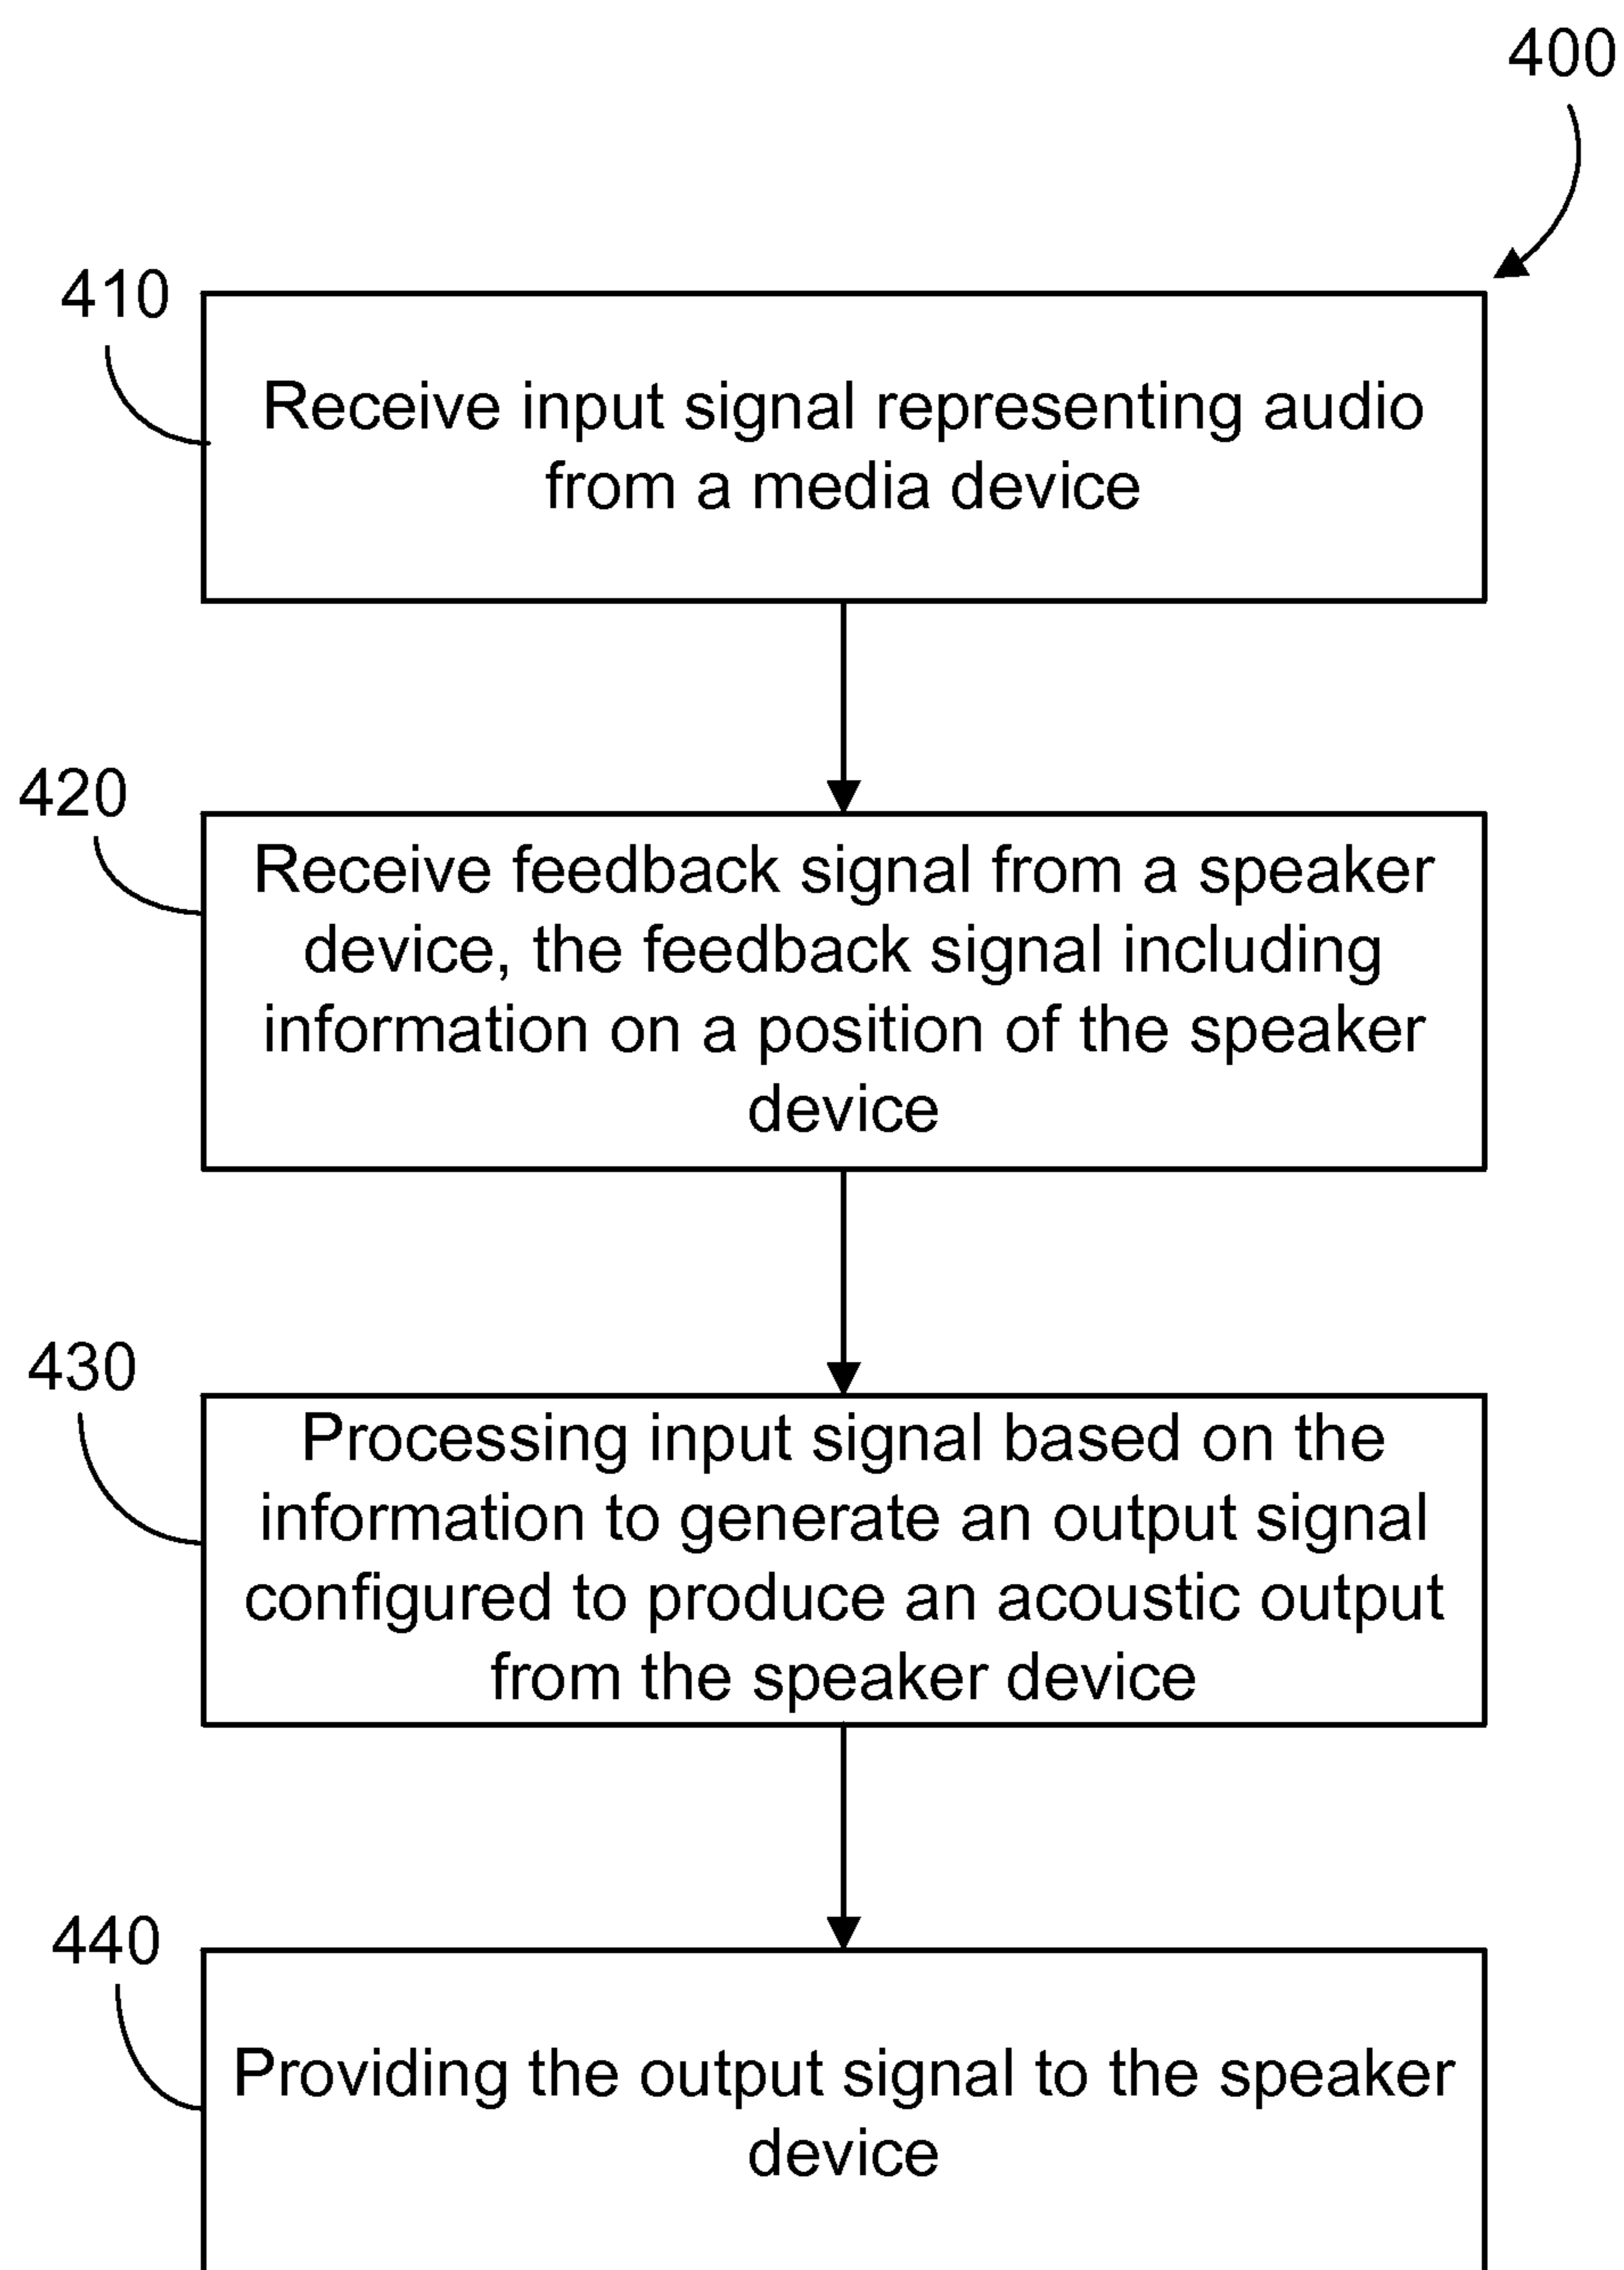 400
410
Receive input signal representing audio
from a media device
420
Receive feedback signal from a speaker
device, the feedback signal including
information on a position of the speaker
device
430
Processing input signal based on the
information to generate an output signal
configured to produce an acoustic output
from the speaker device
440
Providing the output signal to the speaker
device